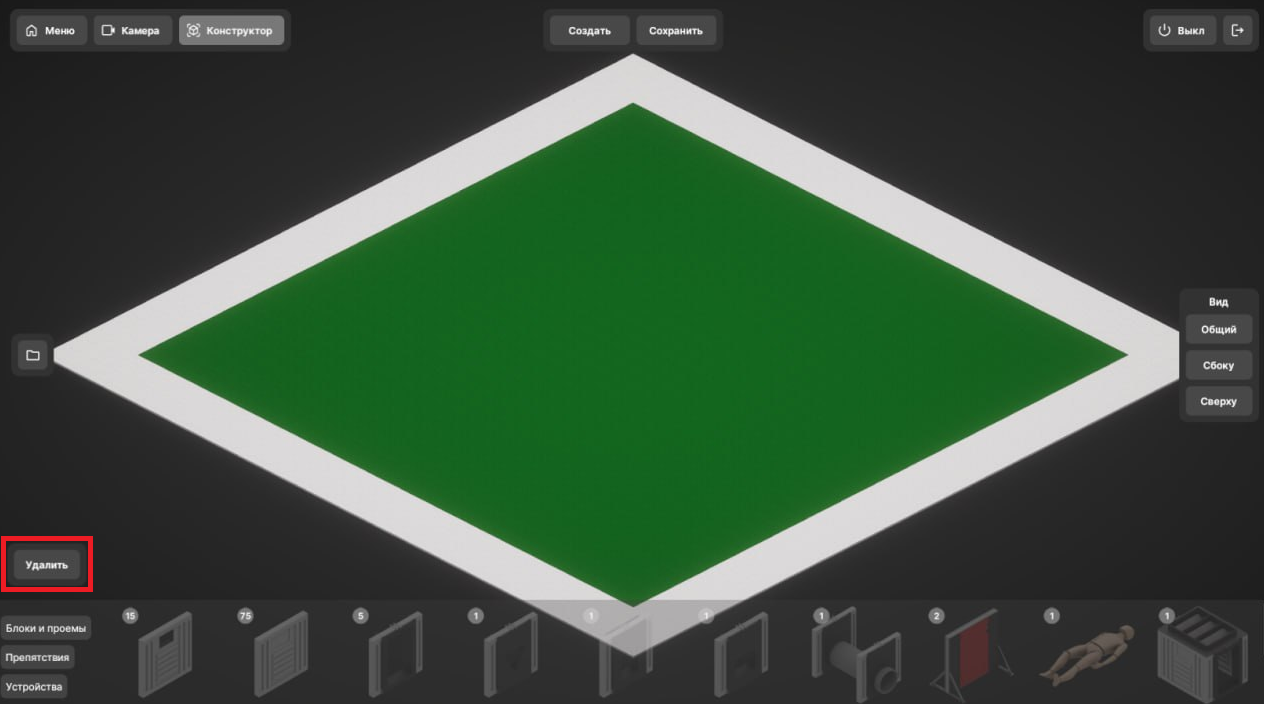 Меню
Камера
Конструктор
Создать
Сохранить
Выкл
Вид
Общий
Сбоку
Сверху
Удалить
Блоки и проемы
Препятствия
Устройства
15
75
5
1
1
1
1
2
1
1